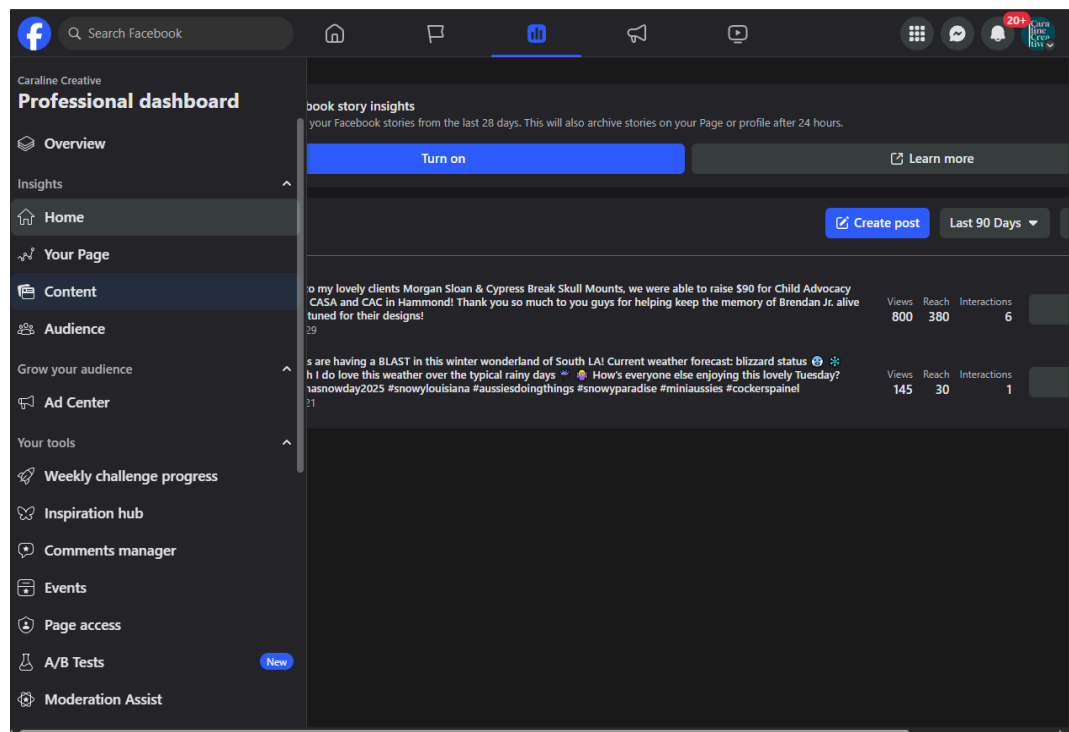 Search Facebook
20+
Cara
line
Crea
tive
Caraline Creative
Professional dashboard
Overview
Insights
Home
Your Page
Content
Audience
Grow your audience
Ad Center
Your tools
Weekly challenge progress
Inspiration hub
Comments manager
Events
Page access
A/B Tests
New
Moderation Assist
book story insights
your Facebook stories from the last 28 days. This will also archive stories on your Page or profile after 24 hours.
Turn on
Learn more
Create post
Last 90 Days
o my lovely clients Morgan Sloan & Cypress Break Skull Mounts, we were able to raise $90 for Child Advocacy
CASA and CAC in Hammond! Thank you so much to you guys for helping keep the memory of Brendan Jr. alive
tuned for their designs!
29
Views Reach Interactions
800 380 6
s are having a BLAST in this winter wonderland of South LA! Current weather forecast: blizzard status 🥶 ❄️
h I do love this weather over the typical rainy days ☔ 🤷‍♀️ How's everyone else enjoying this lovely Tuesday?
nasnowday2025 #snowylouisiana #aussiesdoingthings #snowyparadise #miniaussies #cockerspainel
21
Views Reach Interactions
145 30 1